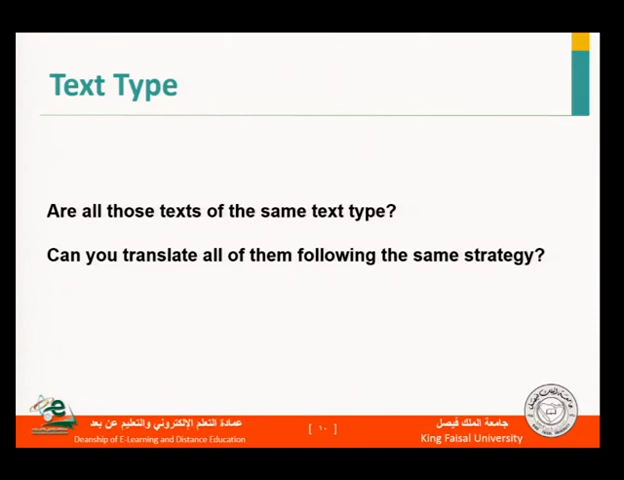 Text Type
Are all those texts of the same text type?
Can you translate all of them following the same strategy?
عمادة التعلم الإلكتروني والتعليم عن بعد
Deanship of E-Learning and Distance Education
[ ١٠ ]
جامعة الملك فيصل
King Faisal University